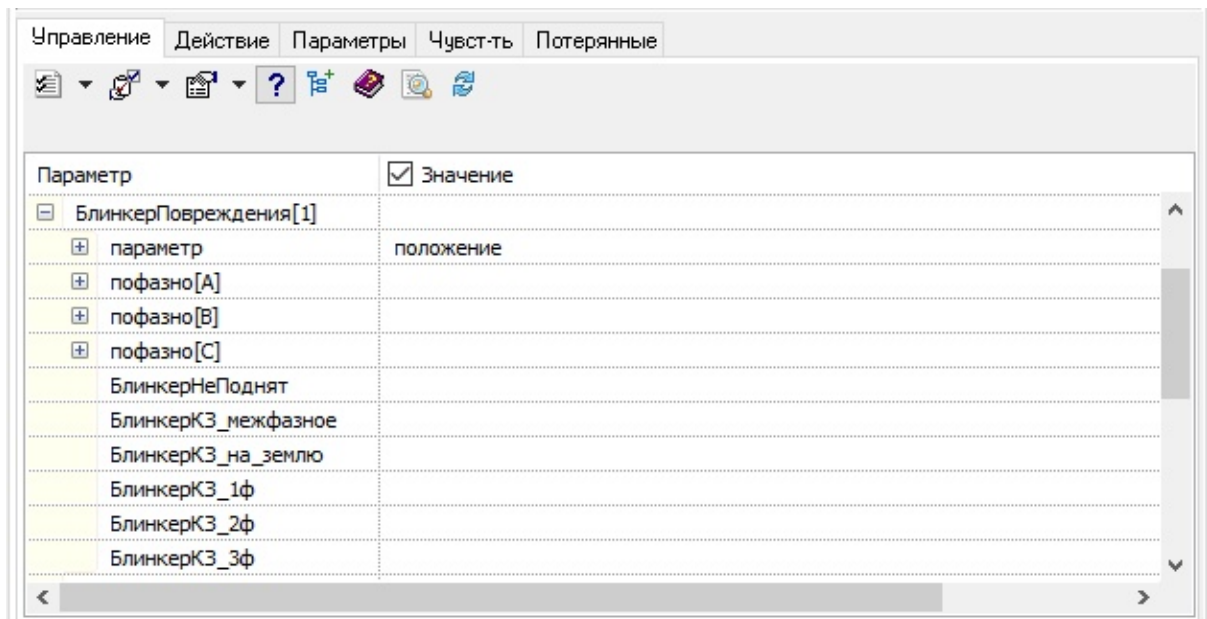 Управление Действие Параметры Чувст-ть Потерянные
?
Параметр Значение
БлинкерПовреждения[1]
параметр положение
пофазно[A]
пофазно[B]
пофазно[C]
БлинкерНеПоднят
БлинкерКЗ_межфазное
БлинкерКЗ_на_землю
БлинкерКЗ_1ф
БлинкерКЗ_2ф
БлинкерКЗ_3ф